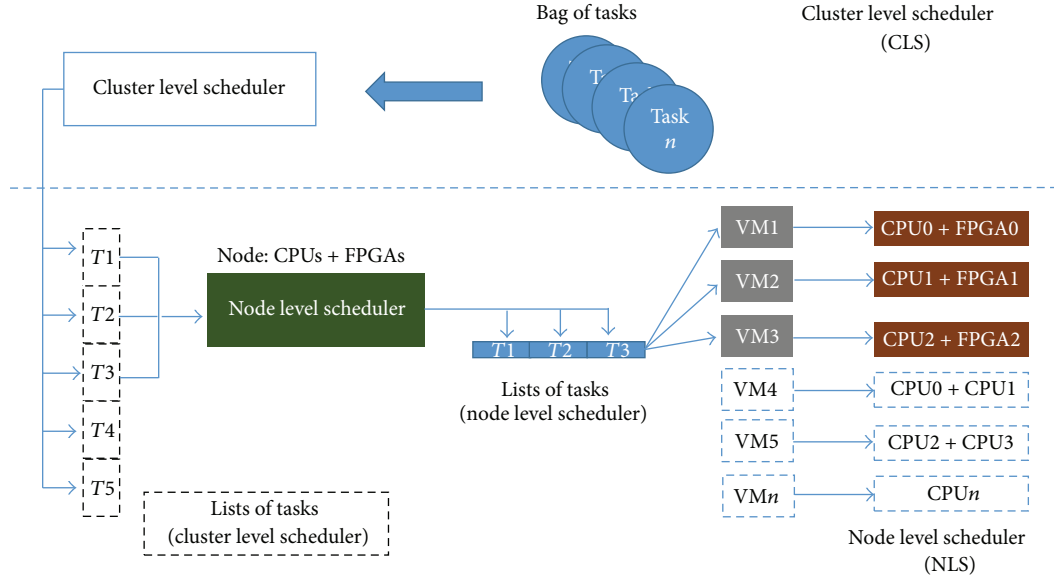 Bag of tasks
Cluster level scheduler
(CLS)
Cluster level scheduler
Task
n
T1
T2
T3
T4
T5
Node: CPUs + FPGAs
Node level scheduler
T1 T2 T3
Lists of tasks
(node level scheduler)
VM1
CPU0 + FPGA0
VM2
CPU1 + FPGA1
VM3
CPU2 + FPGA2
VM4
CPU0 + CPU1
VM5
CPU2 + CPU3
VMn
CPUn
Lists of tasks
(cluster level scheduler)
Node level scheduler
(NLS)